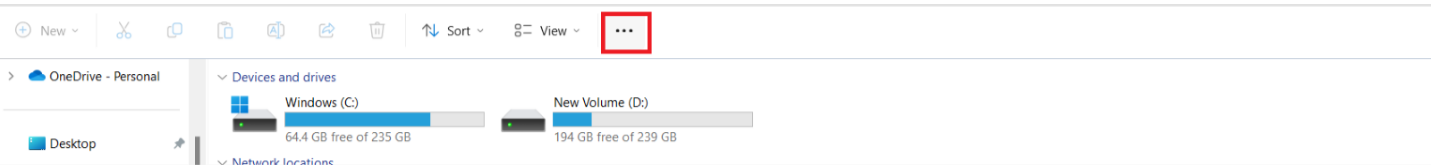 New
Sort
View
OneDrive - Personal
Desktop
Devices and drives
Windows (C:)
64.4 GB free of 235 GB
New Volume (D:)
194 GB free of 239 GB
Network locations